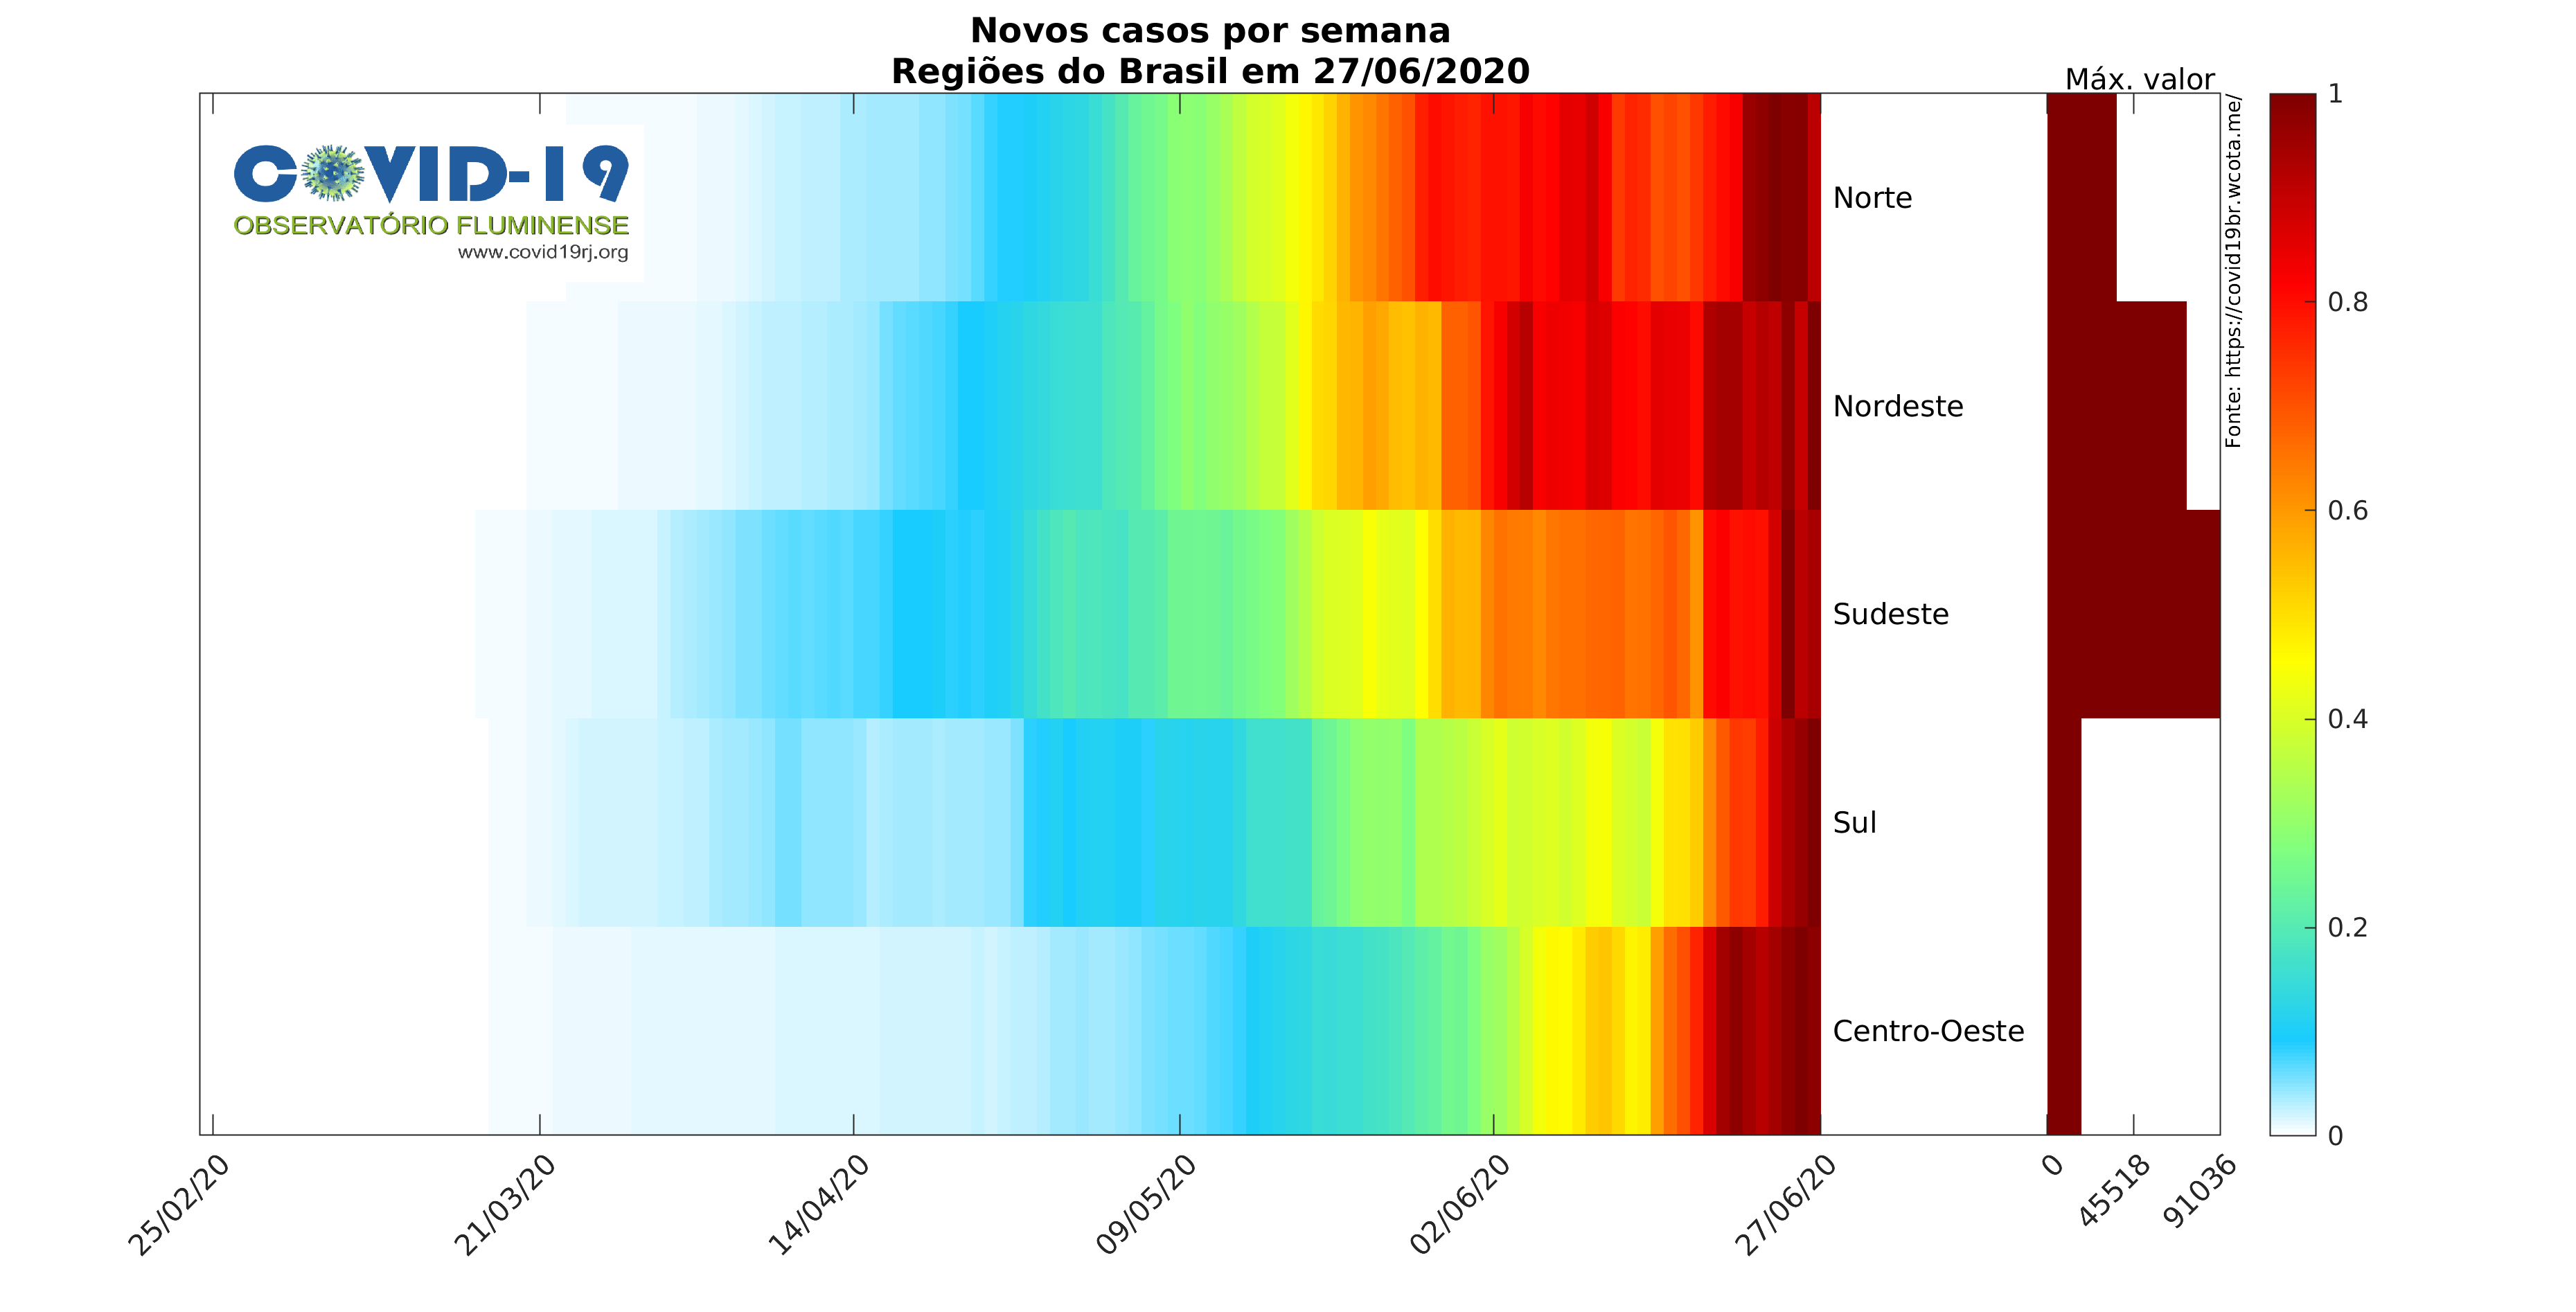 Novos casos por semana
Regiões do Brasil em 27/06/2020
Máx. valor
COVID-19
OBSERVATÓRIO FLUMINENSE
www.covid19rj.org
Norte
Nordeste
Sudeste
Sul
Centro-Oeste
Fonte: https://covid19br.wcota.me/
1
0.8
0.6
0.4
0.2
0
25/02/20
21/03/20
14/04/20
09/05/20
02/06/20
27/06/20
0
45518
91036